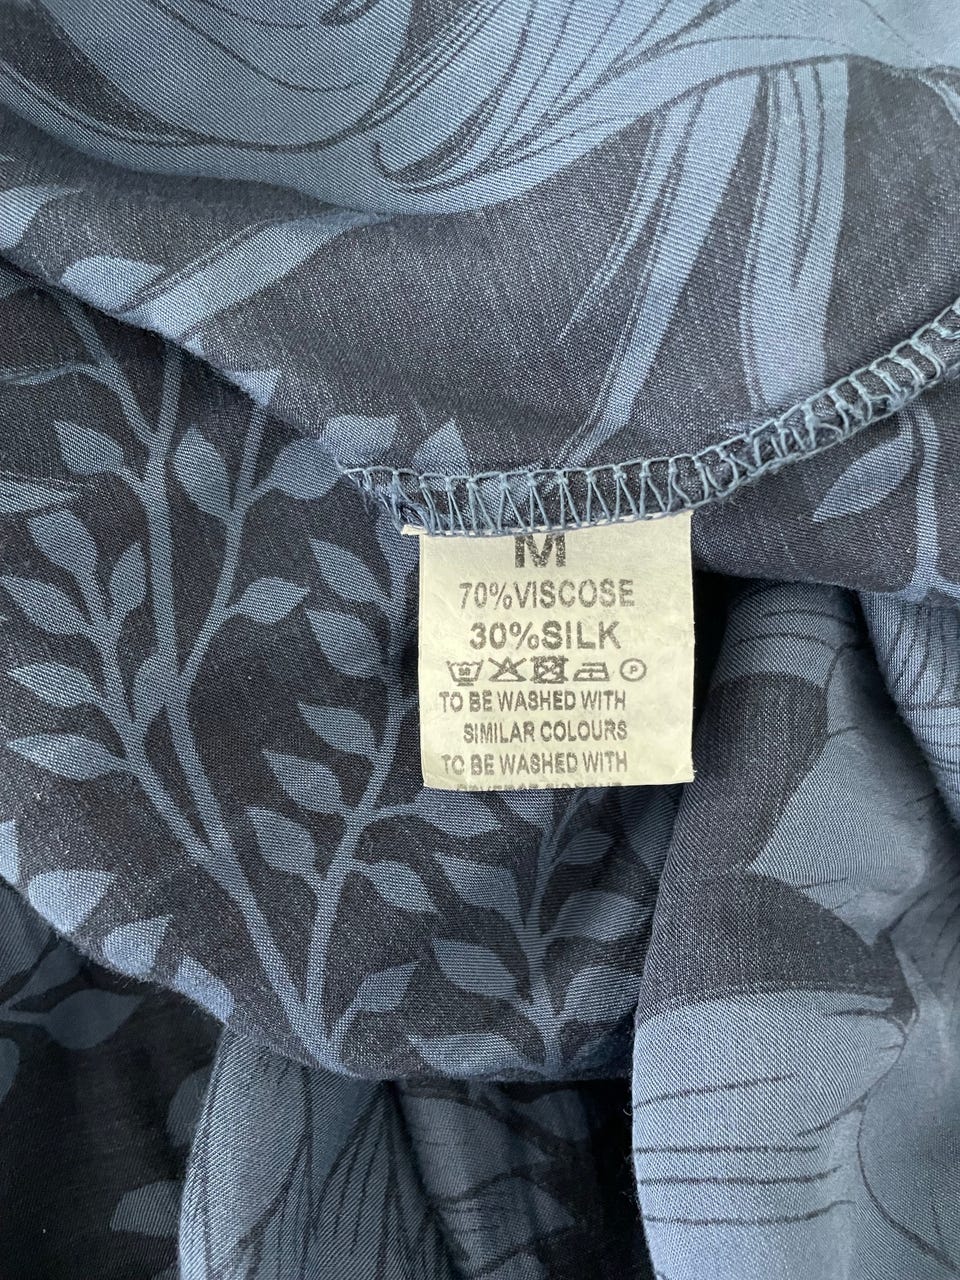 M
70%VISCOSE
30%SILK
P
TO BE WASHED WITH
SIMILAR COLOURS
TO BE WASHED WITH